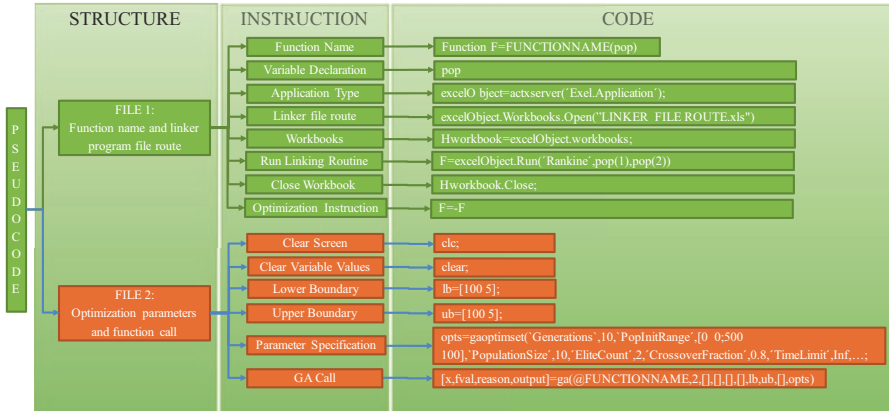 STRUCTURE
INSTRUCTION
CODE
PSEUDOCODE
FILE 1:
Function name and linker
program file route
Function Name
Function F=FUNCTIONNAME(pop)
Variable Declaration
pop
Application Type
excelO bject=actxserver(´Exel.Application´);
Linker file route
excelObject.Workbooks.Open("LINKER FILE ROUTE.xls")
Workbooks
Hworkbook=excelObject.workbooks;
Run Linking Routine
F=excelObject.Run(´Rankine´,pop(1),pop(2))
Close Workbook
Hworkbook.Close;
Optimization Instruction
F=-F
FILE 2:
Optimization parameters
and function call
Clear Screen
clc;
Clear Variable Values
clear;
Lower Boundary
lb=[100 5];
Upper Boundary
ub=[100 5];
Parameter Specification
opts=gaoptimset(`Generations´,10,`PopInitRange´,[0 0;500
100],`PopulationSize´,10,´EliteCount´,2,´CrossoverFraction´,0.8,´TimeLimit´,Inf,…;
GA Call
[x,fval,reason,output]=ga(@FUNCTIONNAME,2,[],[],[],[],lb,ub,[],opts)